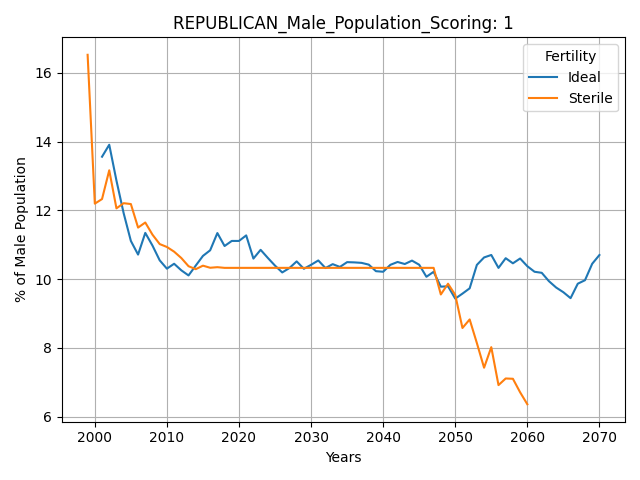 REPUBLICAN_Male_Population_Scoring: 1
Fertility
Ideal
Sterile
% of Male Population
16
14
12
10
8
6
2000 2010 2020 2030 2040 2050 2060 2070
Years